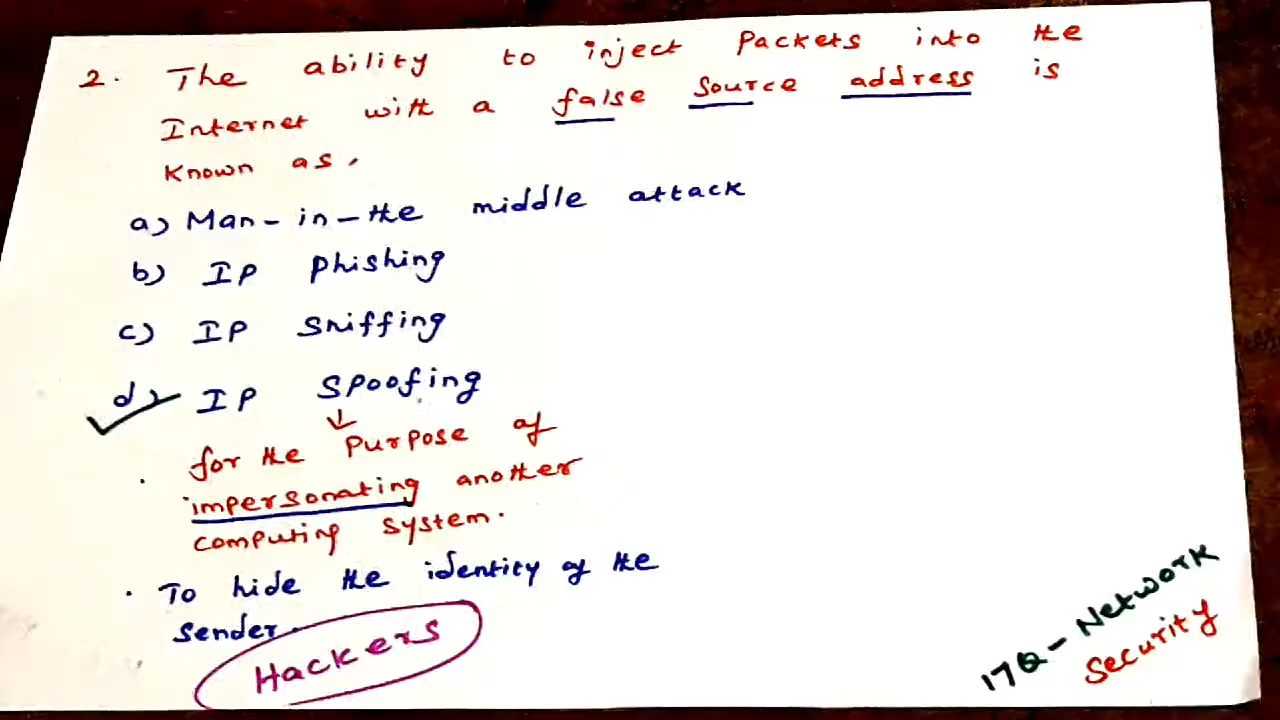 2. The ability to inject Packets into the
Internet with a false source address is
Known as.
a) Man-in-the middle attack
b) IP phishing
c) IP Sniffing
d) IP Spoofing
↓
. for the Purpose of
impersonating another
computing system.
. To hide the identity of the
sender.
Hackers
17Q- Network
Security